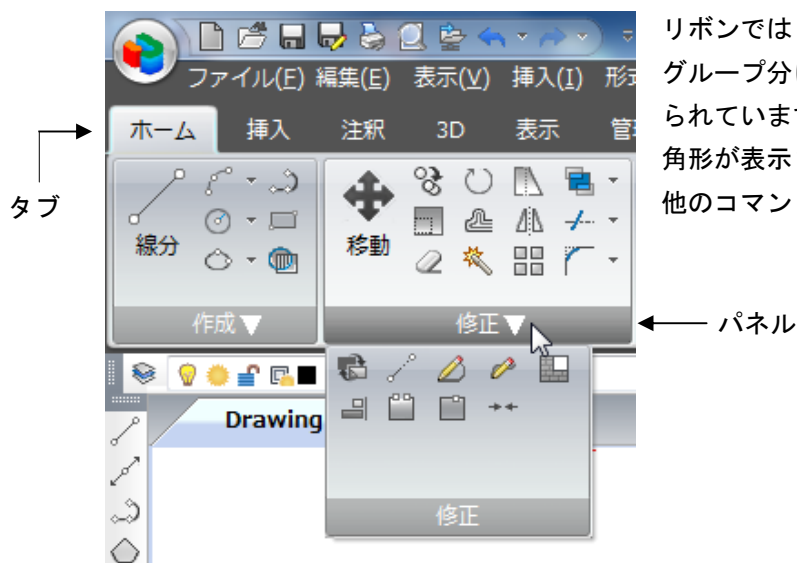 リボンでは
グループ分
られています
角形が表示
他のコマン
ファイル(F) 編集(E) 表示(V) 挿入(I)
ホーム 挿入 注釈 3D 表示
タブ
線分
移動
作成
修正
パネル
Drawing
修正